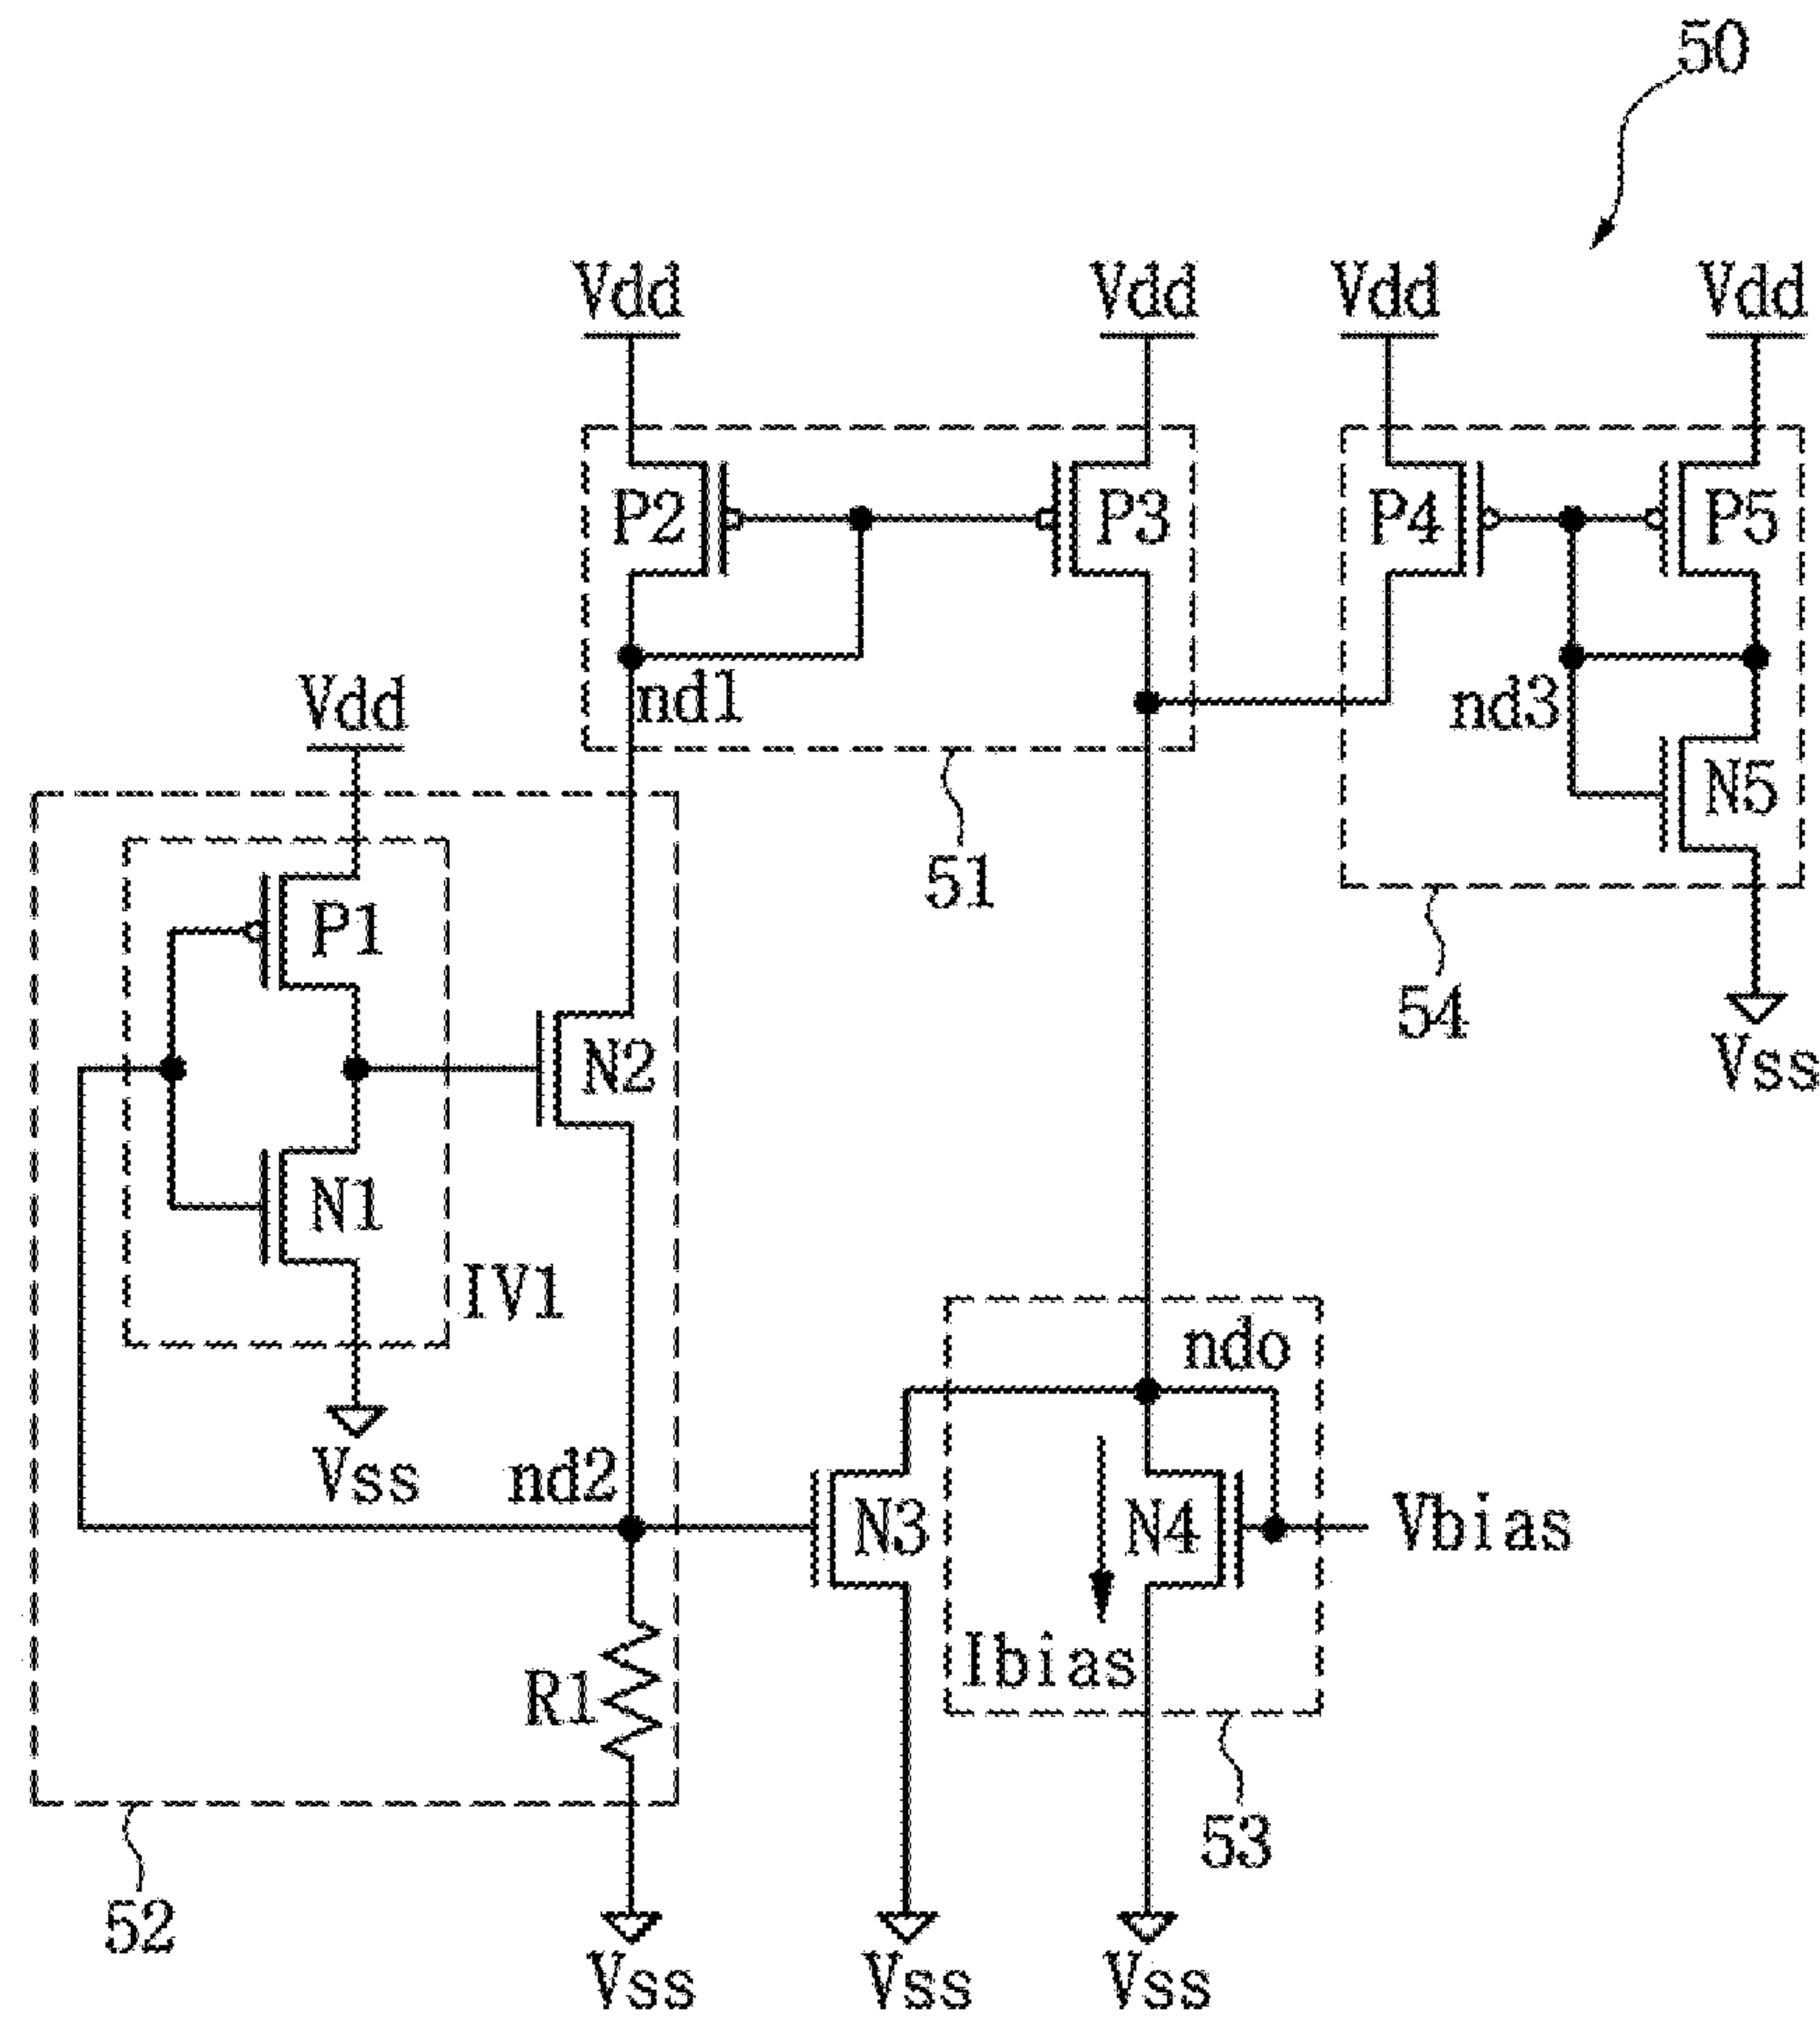 50
Vdd Vdd Vdd Vdd
P2 P3 P4 P5
nd1 nd3
Vdd
N5
51
P1
54
N2
Vss
N1
IV1
ndo
Vss
nd2
N3 N4 Vbias
Ibias
R1
53
52
Vss Vss Vss